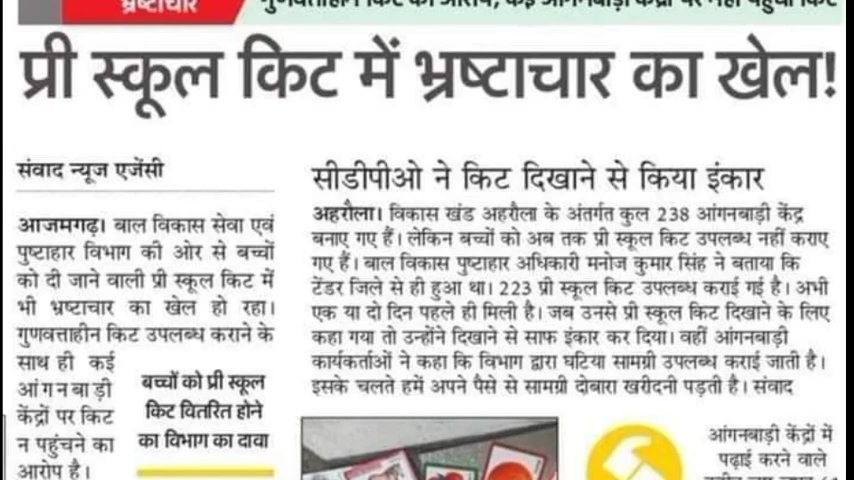 भ्रष्टाचार
प्री स्कूल किट में भ्रष्टाचार का खेल!
संवाद न्यूज एजेंसी
आजमगढ़। बाल विकास सेवा एवं
पुष्टाहार विभाग की ओर से बच्चों
को दी जाने वाली प्री स्कूल किट में
भी भ्रष्टाचार का खेल हो रहा।
गुणवत्ताहीन किट उपलब्ध कराने के
साथ ही कई
आंगनबाड़ी
केंद्रों पर किट
न पहुंचने का
आरोप है।
बच्चों को प्री स्कूल
किट वितरित होने
का विभाग का दावा
सीडीपीओ ने किट दिखाने से किया इंकार
अहरौला। विकास खंड अहरौला के अंतर्गत कुल 238 आंगनबाड़ी केंद्र
बनाए गए हैं। लेकिन बच्चों को अब तक प्री स्कूल किट उपलब्ध नहीं कराए
गए हैं। बाल विकास पुष्टाहार अधिकारी मनोज कुमार सिंह ने बताया कि
टेंडर जिले से ही हुआ था। 223 प्री स्कूल किट उपलब्ध कराई गई है। अभी
एक या दो दिन पहले ही मिली है। जब उनसे प्री स्कूल किट दिखाने के लिए
कहा गया तो उन्होंने दिखाने से साफ इंकार कर दिया। वहीं आंगनबाड़ी
कार्यकर्ताओं ने कहा कि विभाग द्वारा घटिया सामग्री उपलब्ध कराई जाती है।
इसके चलते हमें अपने पैसे से सामग्री दोबारा खरीदनी पड़ती है। संवाद
आंगनबाड़ी केंद्रों में
पढ़ाई करने वाले